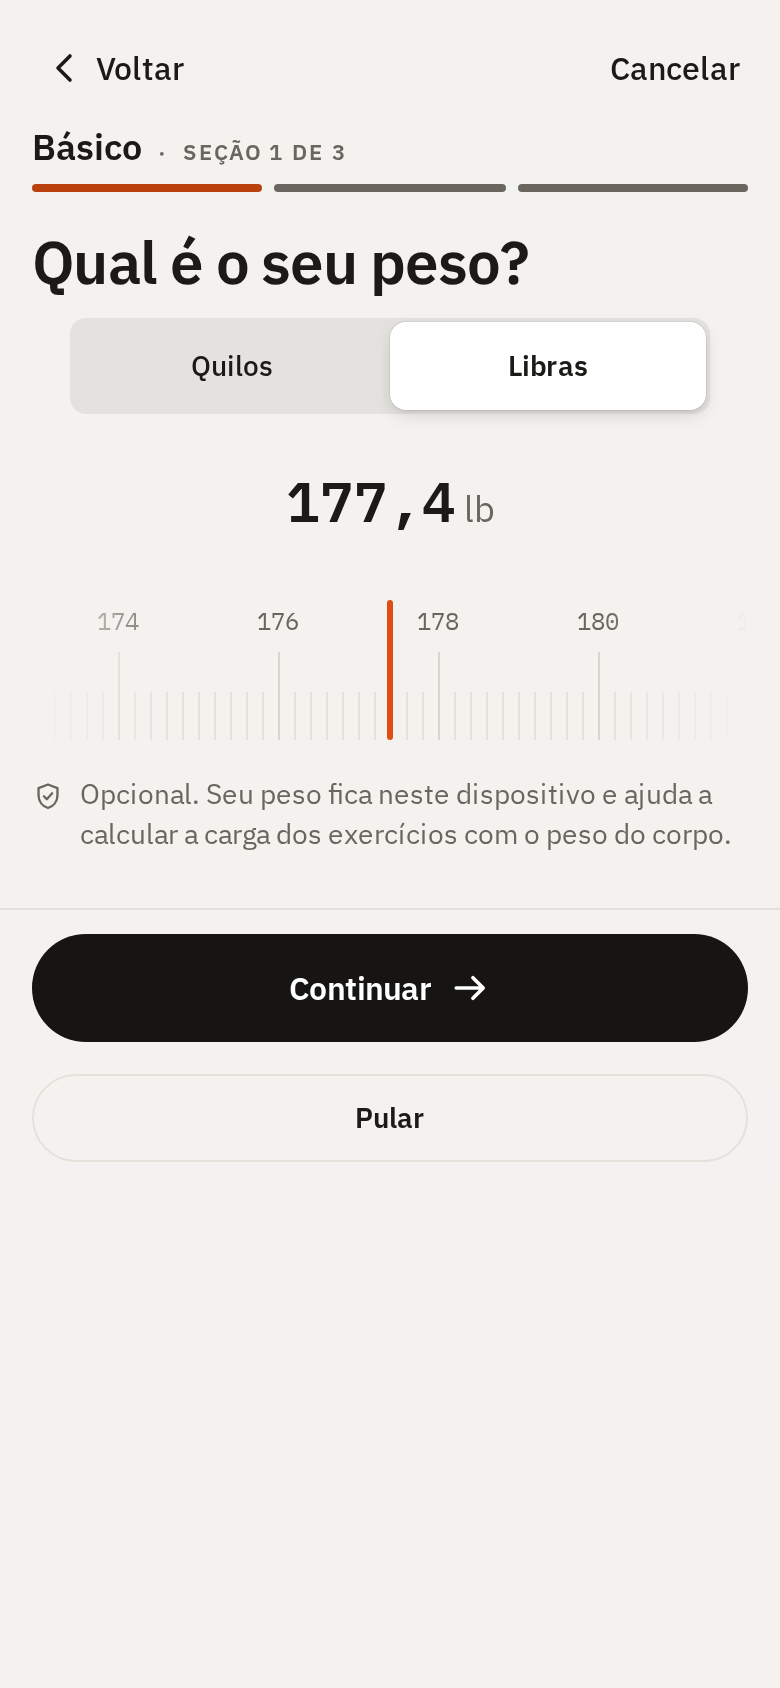 Voltar
Cancelar
Básico · SEÇÃO 1 DE 3
Qual é o seu peso?
Quilos
Libras
177,4 lb
174 176 178 180
Opcional. Seu peso fica neste dispositivo e ajuda a
calcular a carga dos exercícios com o peso do corpo.
Continuar
Pular